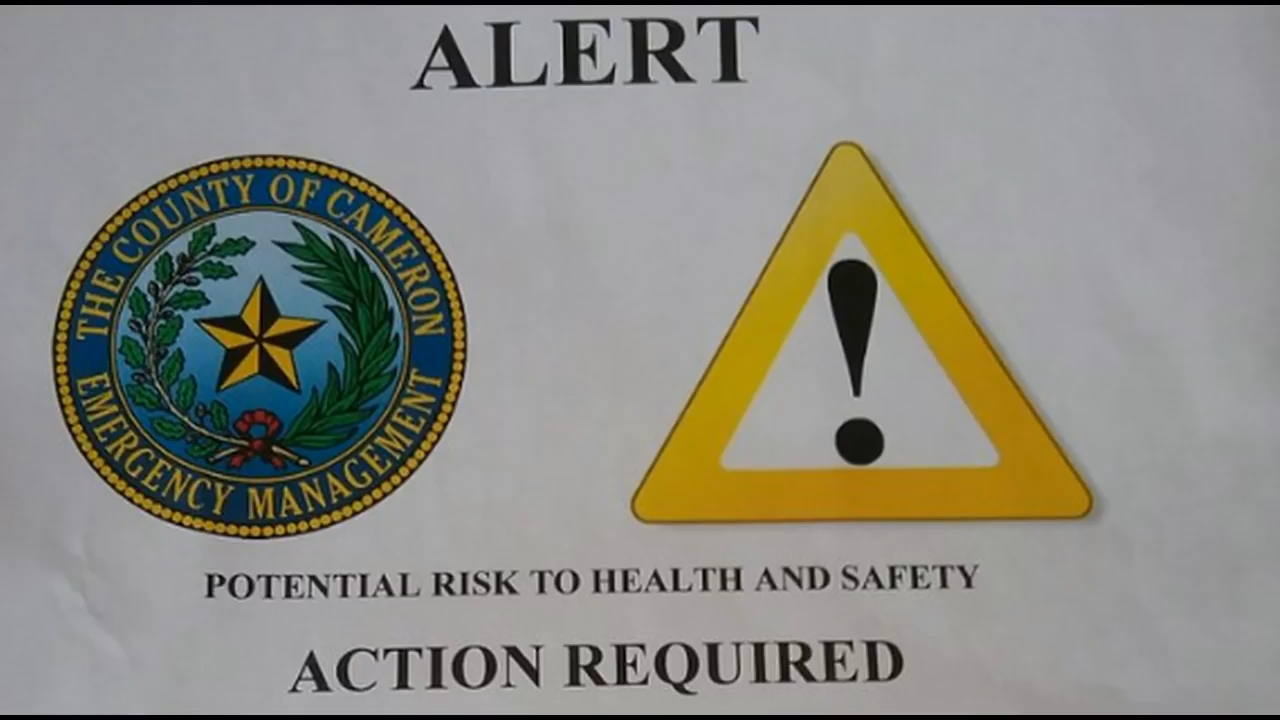 ALERT
THE COUNTY OF CAMERON
EMERGENCY MANAGEMENT
!
POTENTIAL RISK TO HEALTH AND SAFETY
ACTION REQUIRED